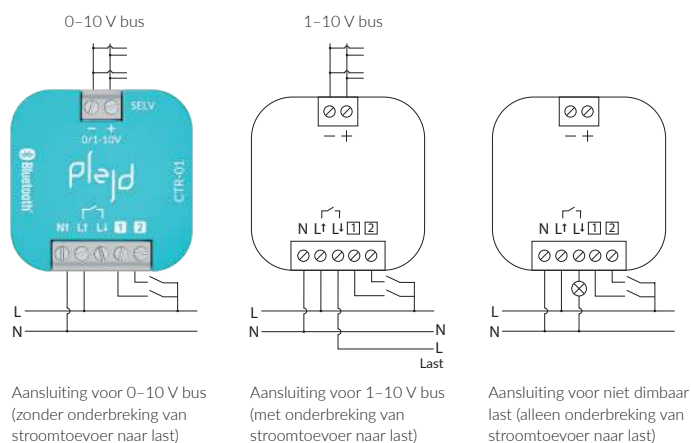 0–10 V bus
1–10 V bus
SELV
− +
0/1-10V
Bluetooth®
plejd
CTR-01
N↑ L↑ L↓ 1 2
− +
N L↑ L↓ 1 2
− +
N L↑ L↓ 1 2
L
N
L
N
N
L
Last
L
N
Aansluiting voor 0–10 V bus
(zonder onderbreking van
stroomtoevoer naar last)
Aansluiting voor 1–10 V bus
(met onderbreking van
stroomtoevoer naar last)
Aansluiting voor niet dimbaar
last (alleen onderbreking van
stroomtoevoer naar last)